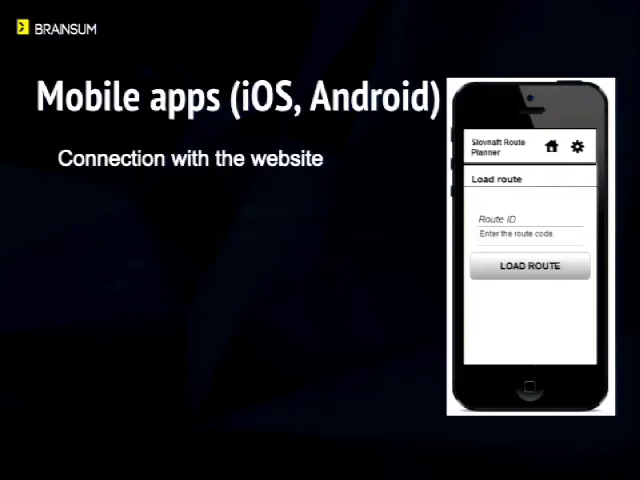 BRAINSUM
Mobile apps (iOS, Android)
Connection with the website
Slovnaft Route
Planner
Load route
Route ID
Enter the route code.
LOAD ROUTE